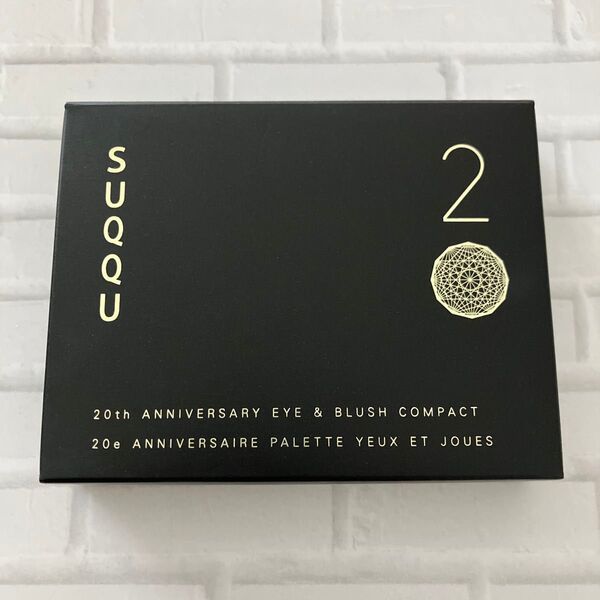 SUQQU
2
20th ANNIVERSARY EYE & BLUSH COMPACT
20e ANNIVERSAIRE PALETTE YEUX ET JOUES